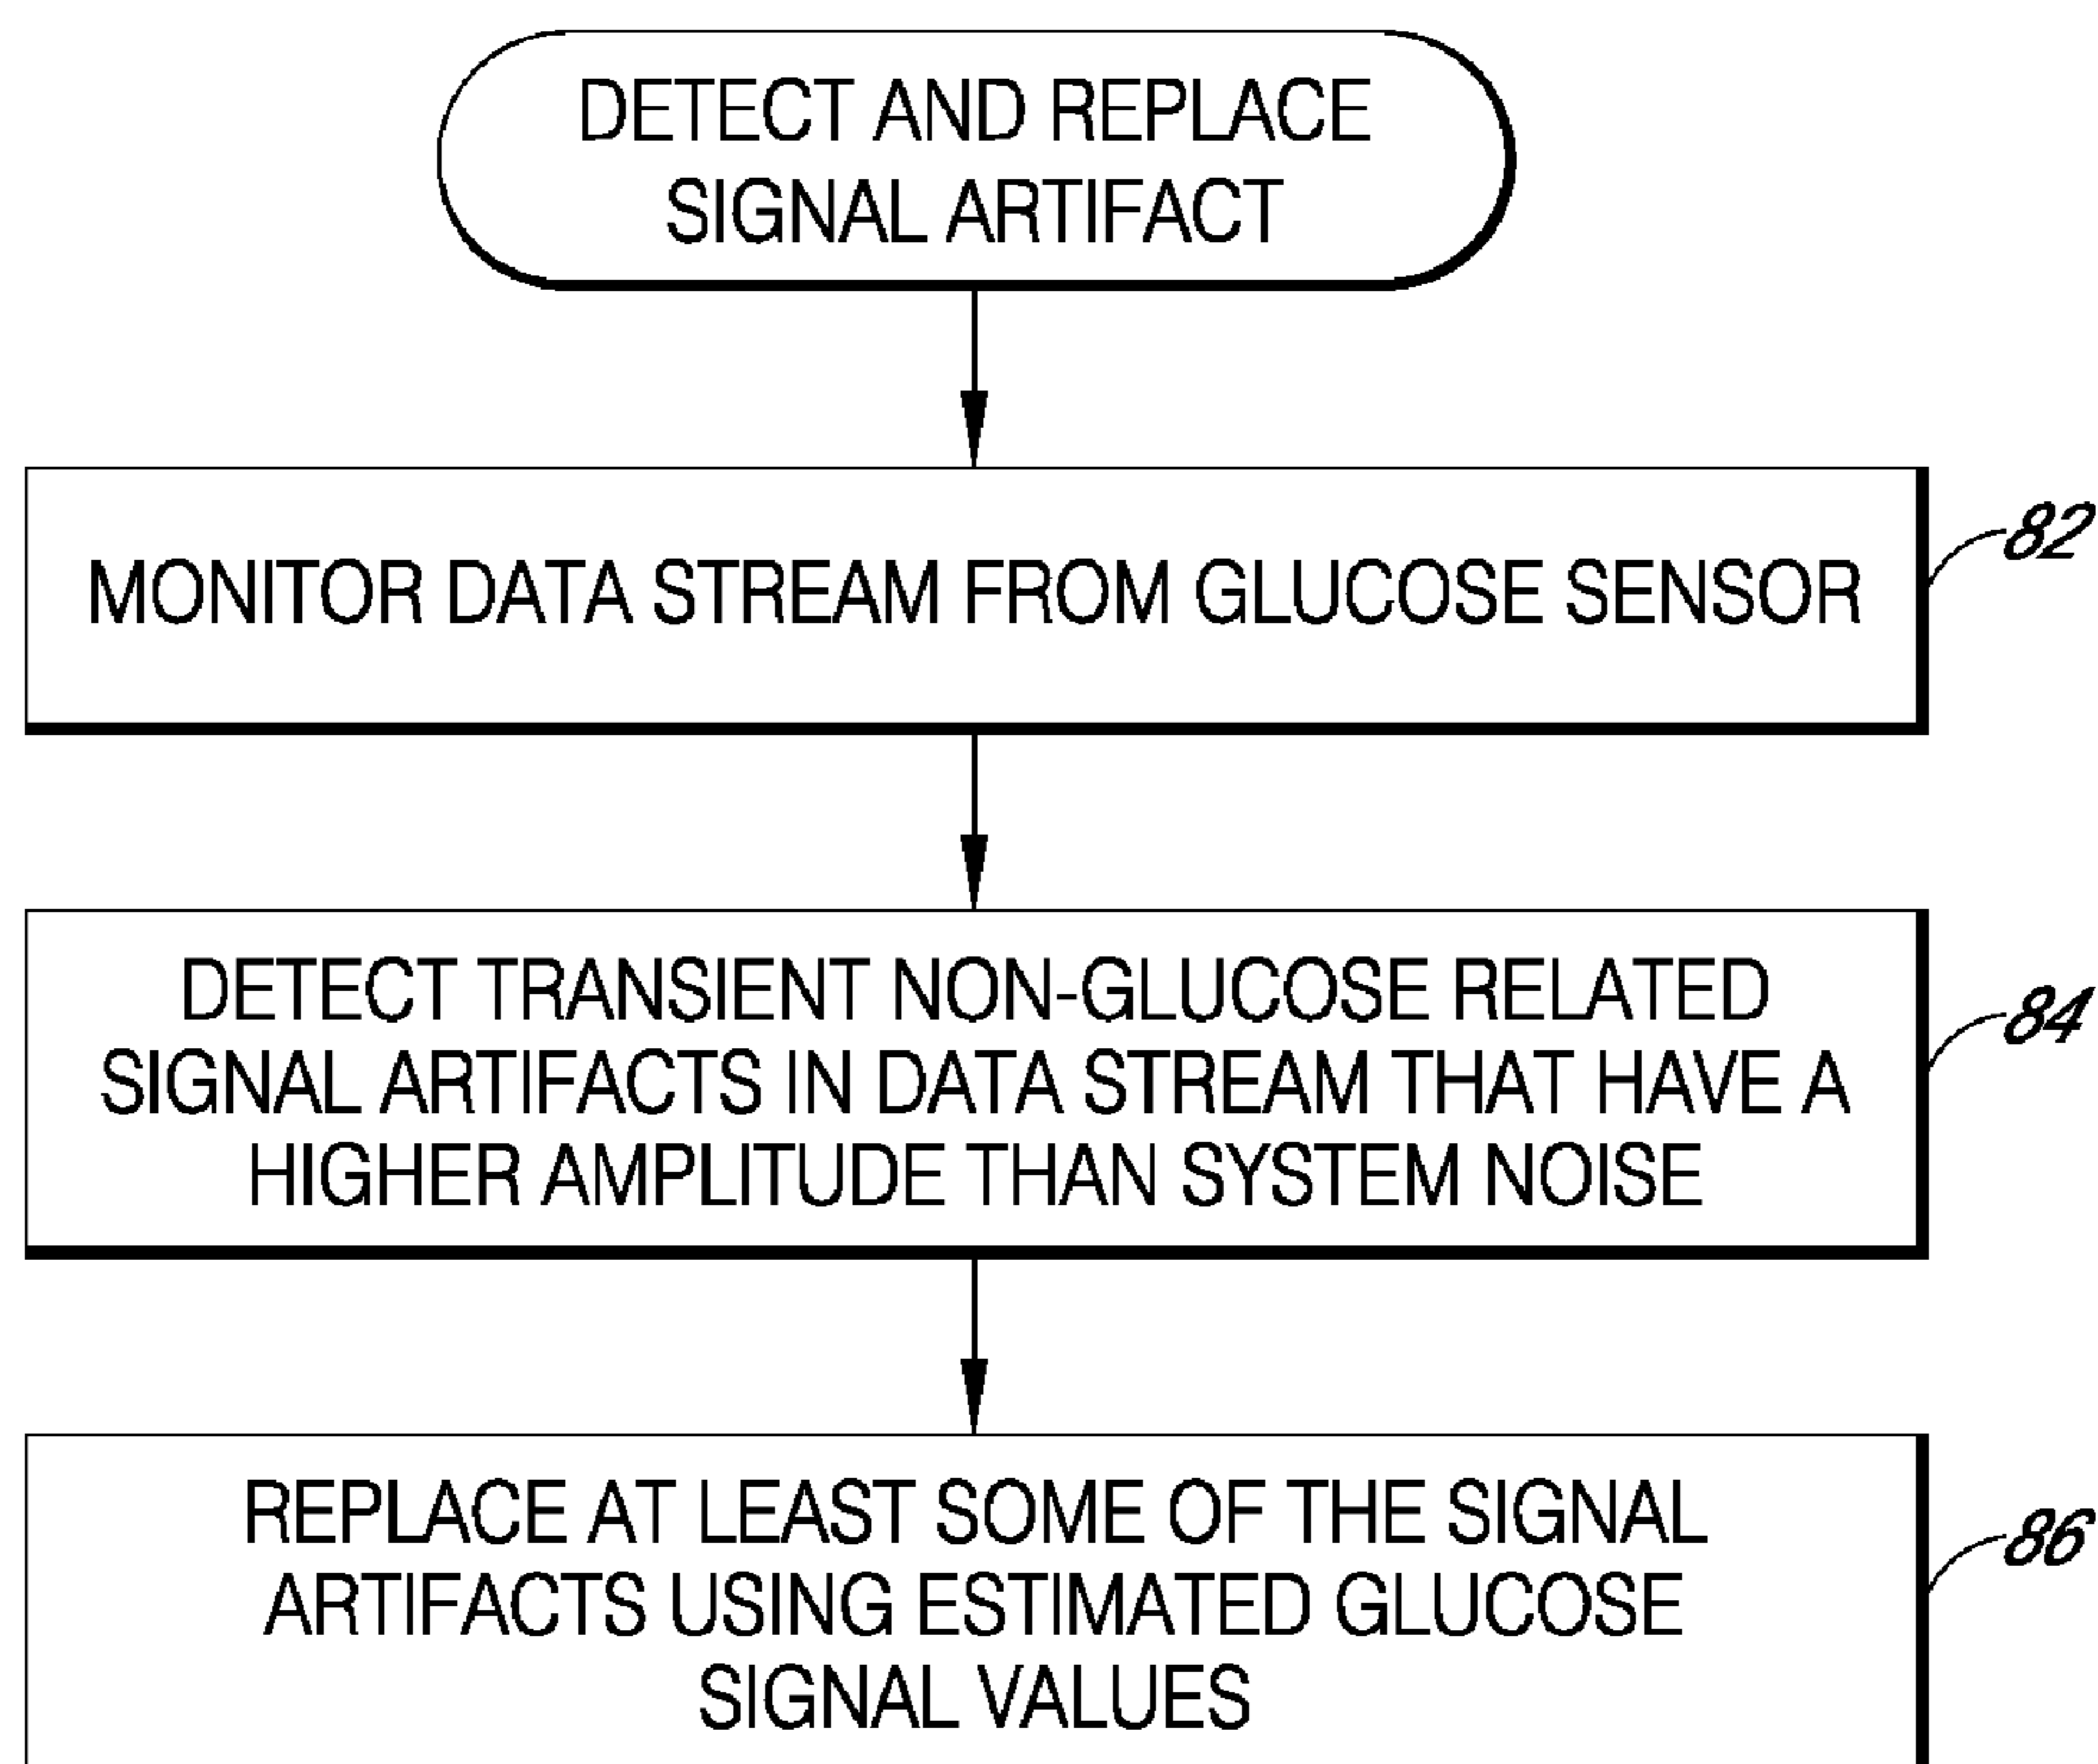 DETECT AND REPLACE
SIGNAL ARTIFACT
MONITOR DATA STREAM FROM GLUCOSE SENSOR
82
DETECT TRANSIENT NON-GLUCOSE RELATED
SIGNAL ARTIFACTS IN DATA STREAM THAT HAVE A
HIGHER AMPLITUDE THAN SYSTEM NOISE
84
REPLACE AT LEAST SOME OF THE SIGNAL
ARTIFACTS USING ESTIMATED GLUCOSE
SIGNAL VALUES
86